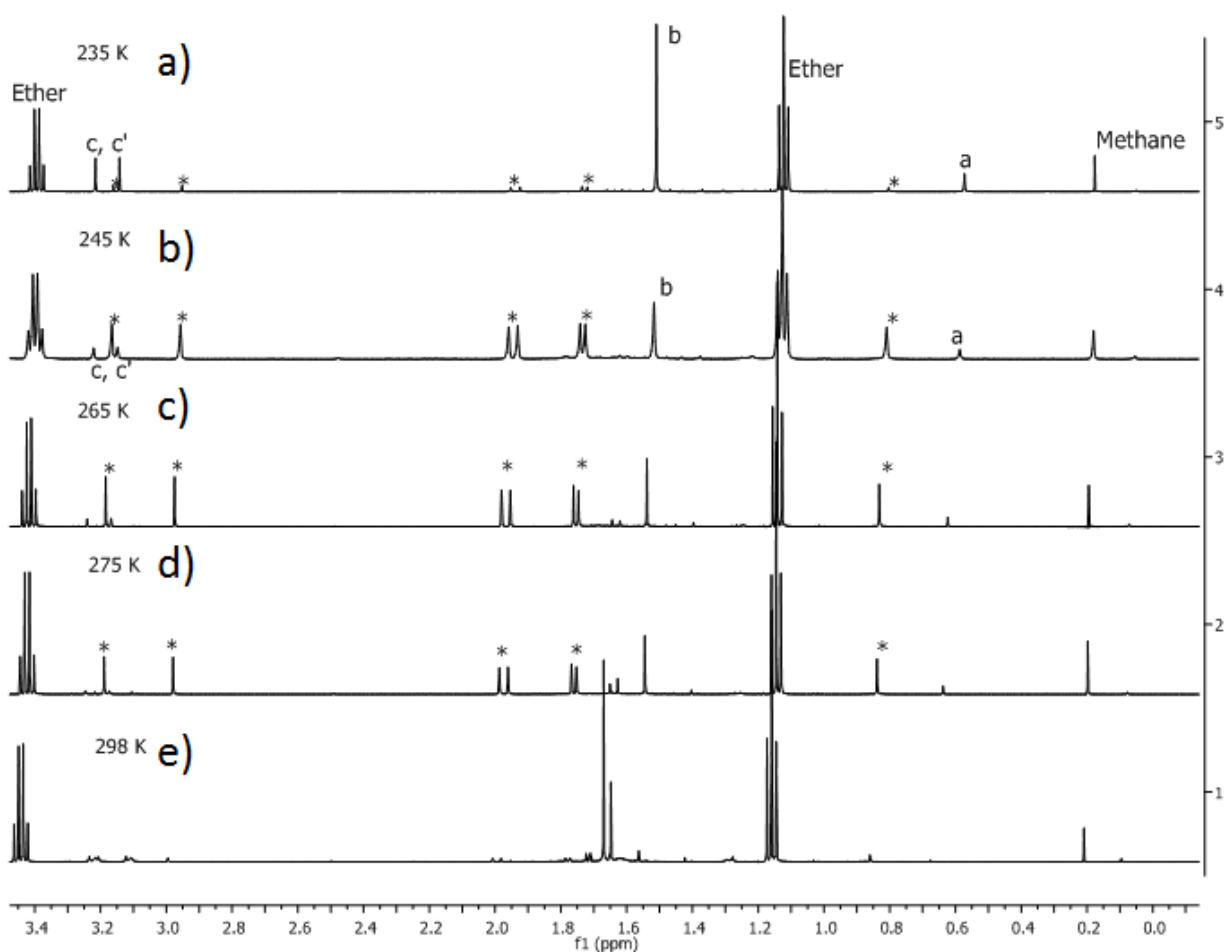 235 K a)
b
Ether
Ether
5
c, c'
* * * * *
a
Methane
245 K b)
b
4
* * * * *
a
c, c'
265 K c)
* * * * *
3
275 K d)
* * * * *
2
298 K e)
1
3.4 3.2 3.0 2.8 2.6 2.4 2.2 2.0 1.8 1.6 1.4 1.2 1.0 0.8 0.6 0.4 0.2 0.0
f1 (ppm)